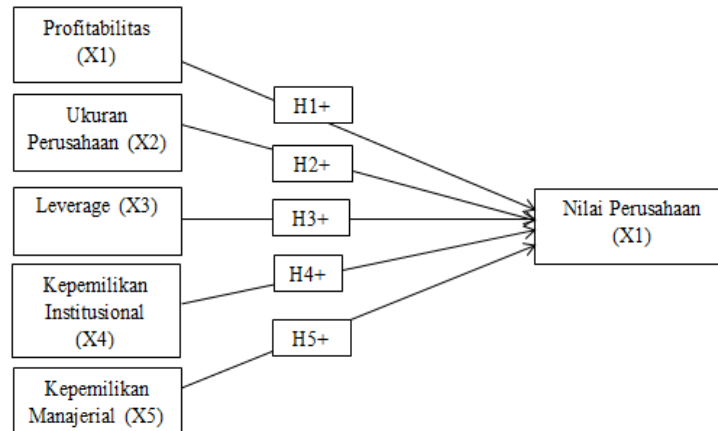 Profitabilitas
(X1)
H1+
Ukuran
Perusahaan (X2)
H2+
Leverage (X3)
H3+
Nilai Perusahaan
(X1)
Kepemilikan
Institusional
(X4)
H4+
H5+
Kepemilikan
Manajerial (X5)